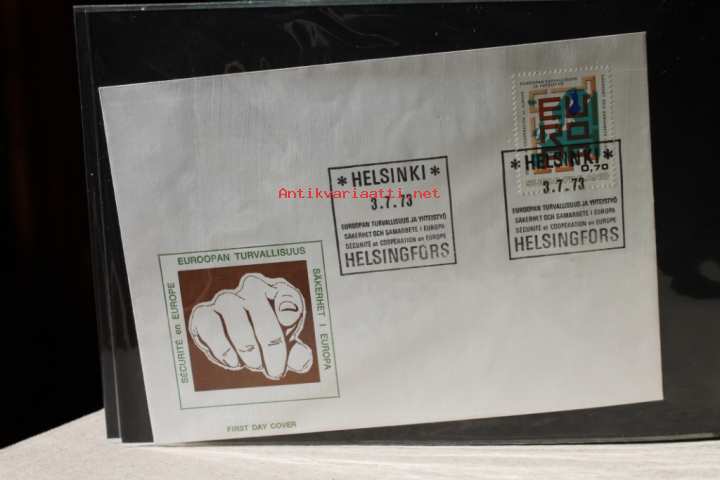 * HELSINKI *
3.7.73
EUROOPAN TURVALLISUUS JA YHTEISTYÖ
SÄKERHET OCH SAMARBETE I EUROPA
SÉCURITÉ et COOPÉRATION en EUROPE
HELSINGFORS
0,70
* HELSINKI *
3.7.73
EUROOPAN TURVALLISUUS JA YHTEISTYÖ
SÄKERHET OCH SAMARBETE I EUROPA
SÉCURITÉ et COOPÉRATION en EUROPE
HELSINGFORS
Antikvariaatti.net
EUROOPAN TURVALLISUUS
SÄKERHET I EUROPA
SÉCURITÉ en EUROPE
FIRST DAY COVER